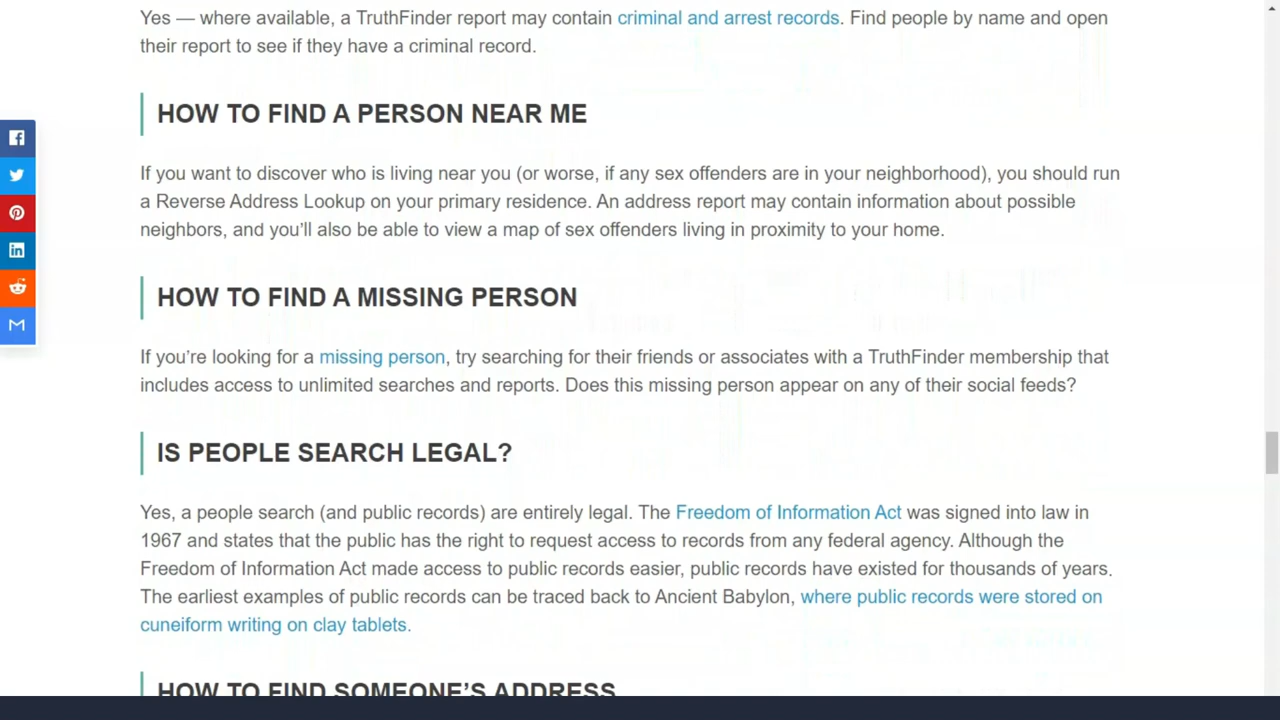 Yes — where available, a TruthFinder report may contain criminal and arrest records. Find people by name and open
their report to see if they have a criminal record.
HOW TO FIND A PERSON NEAR ME
If you want to discover who is living near you (or worse, if any sex offenders are in your neighborhood), you should run
a Reverse Address Lookup on your primary residence. An address report may contain information about possible
neighbors, and you'll also be able to view a map of sex offenders living in proximity to your home.
HOW TO FIND A MISSING PERSON
If you're looking for a missing person, try searching for their friends or associates with a TruthFinder membership that
includes access to unlimited searches and reports. Does this missing person appear on any of their social feeds?
IS PEOPLE SEARCH LEGAL?
Yes, a people search (and public records) are entirely legal. The Freedom of Information Act was signed into law in
1967 and states that the public has the right to request access to records from any federal agency. Although the
Freedom of Information Act made access to public records easier, public records have existed for thousands of years.
The earliest examples of public records can be traced back to Ancient Babylon, where public records were stored on
cuneiform writing on clay tablets.
HOW TO FIND SOMEONE'S ADDRESS